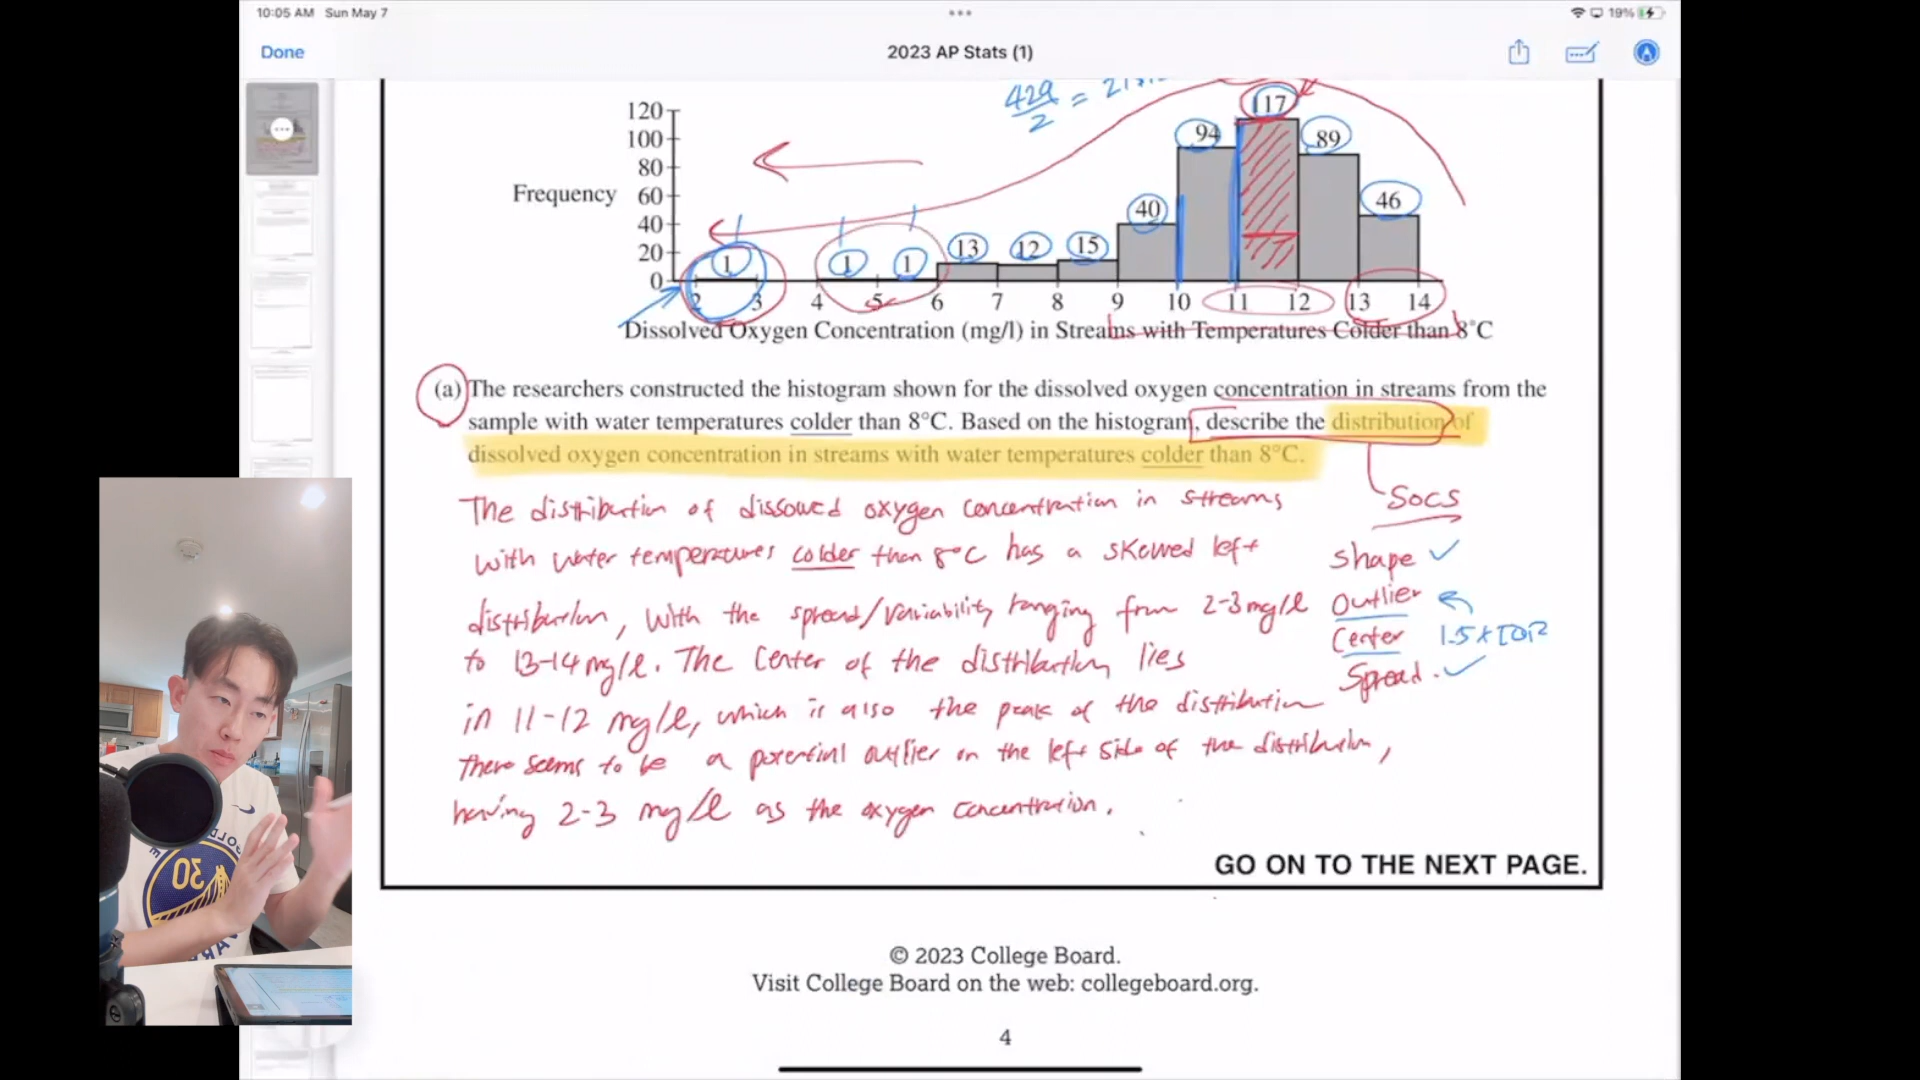 10:05 AM Sun May 7
19%
Done
2023 AP Stats (1)
429/2 =
120
100
80
60
40
20
0
Frequency
1 1 1 13 12 15 40 94 117 89 46
2 3 4 5 6 7 8 9 10 11 12 13 14
Dissolved Oxygen Concentration (mg/l) in Streams with Temperatures Colder than 8°C
(a) The researchers constructed the histogram shown for the dissolved oxygen concentration in streams from the
sample with water temperatures colder than 8°C. Based on the histogram, describe the distribution of
dissolved oxygen concentration in streams with water temperatures colder than 8°C.
The distribution of dissowed oxygen concentration in streams
with water temperatures colder than 8°C has a skewed left
distribution, with the spread/variability ranging from 2-3 mg/l
to 13-14 mg/l. The center of the distribution lies
in 11-12 mg/l, which is also the peak of the distribution
there seems to be a potential outlier on the left side of the distribution,
having 2-3 mg/l as the oxygen concentration.
SOCS
Shape
Outlier
Center 1.5 x IQR
Spread.
30
GO ON TO THE NEXT PAGE.
© 2023 College Board.
Visit College Board on the web: collegeboard.org.
4